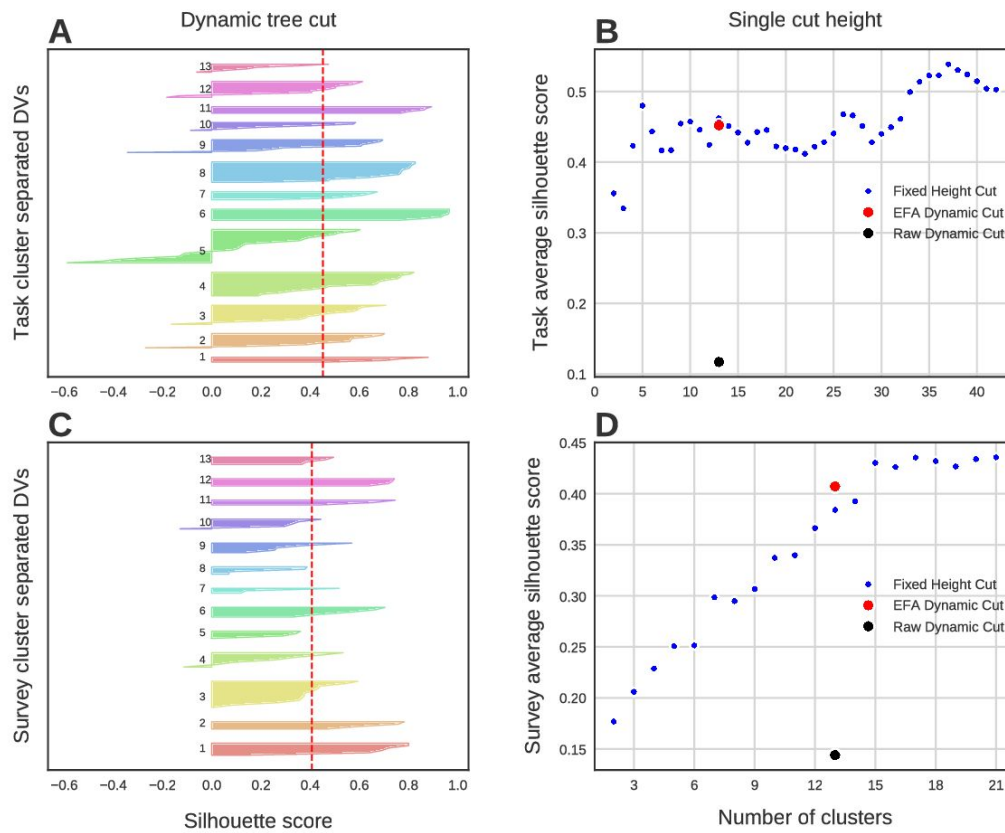 Dynamic tree cut
Single cut height
A
B
Task cluster separated DVs
13
12
11
10
9
8
7
6
5
4
3
2
1
−0.6 −0.4 −0.2 0.0 0.2 0.4 0.6 0.8 1.0
Task average silhouette score
0.5
0.4
0.3
0.2
0.1
Fixed Height Cut
EFA Dynamic Cut
Raw Dynamic Cut
0 5 10 15 20 25 30 35 40
C
D
Survey cluster separated DVs
13
12
11
10
9
8
7
6
5
4
3
2
1
−0.6 −0.4 −0.2 0.0 0.2 0.4 0.6 0.8 1.0
Silhouette score
Survey average silhouette score
0.45
0.40
0.35
0.30
0.25
0.20
0.15
Fixed Height Cut
EFA Dynamic Cut
Raw Dynamic Cut
3 6 9 12 15 18 21
Number of clusters